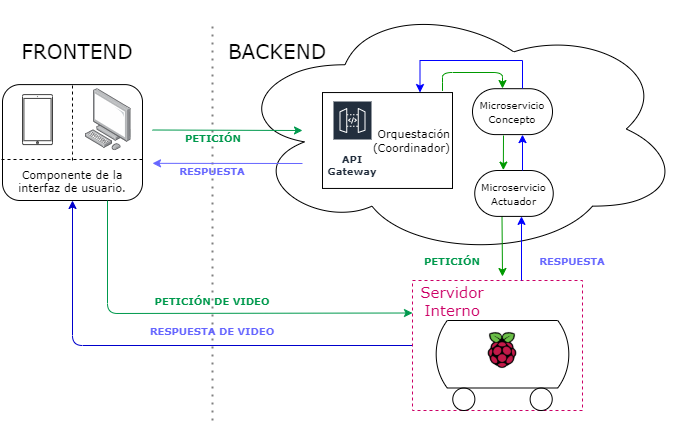 FRONTEND
BACKEND
Componente de la
interfaz de usuario.
PETICIÓN
RESPUESTA
Orquestación
(Coordinador)
API
Gateway
Microservicio
Concepto
Microservicio
Actuador
PETICIÓN
RESPUESTA
PETICIÓN DE VIDEO
RESPUESTA DE VIDEO
Servidor
Interno